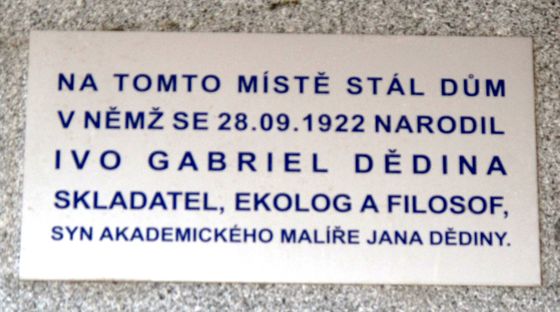 NA TOMTO MÍSTĚ STÁL DŮM
V NĚMŽ SE 28.09.1922 NARODIL
IVO GABRIEL DĚDINA
SKLADATEL, EKOLOG A FILOSOF,
SYN AKADEMICKÉHO MALÍŘE JANA DĚDINY.